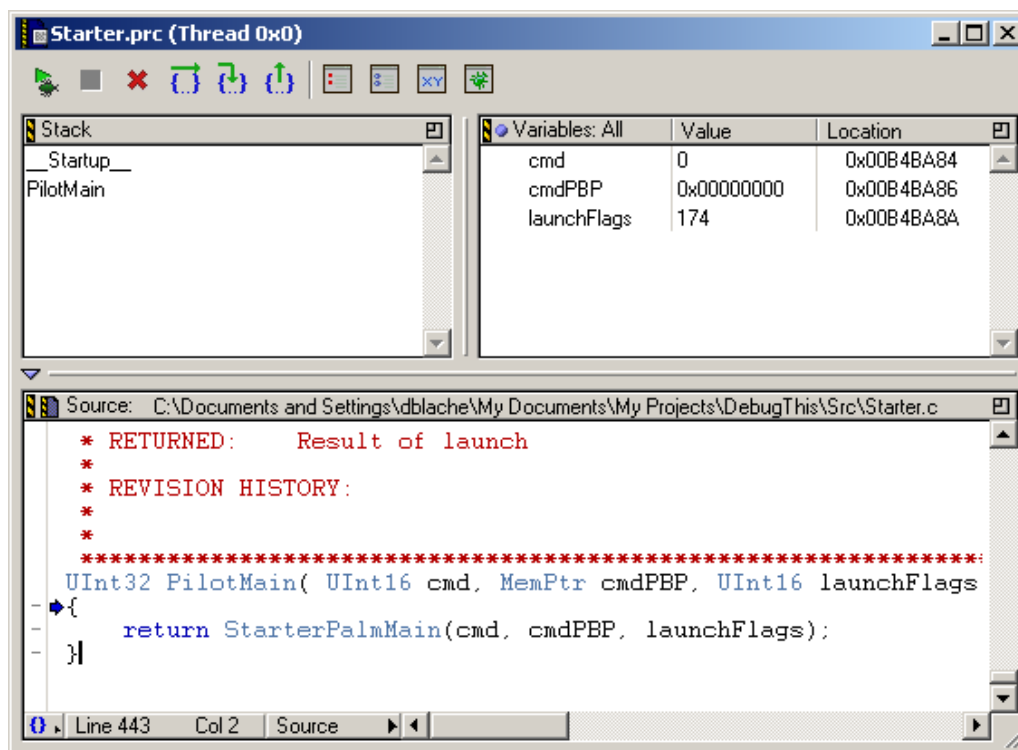 Starter.prc (Thread 0x0)
Stack
__Startup__
PilotMain
Variables: All Value Location
cmd 0 0x00B4BA84
cmdPBP 0x00000000 0x00B4BA86
launchFlags 174 0x00B4BA8A
Source: C:\Documents and Settings\dblache\My Documents\My Projects\DebugThis\Src\Starter.c
* RETURNED: Result of launch
*
* REVISION HISTORY:
*
*
***************************************************************
UInt32 PilotMain( UInt16 cmd, MemPtr cmdPBP, UInt16 launchFlags
{
return StarterPalmMain(cmd, cmdPBP, launchFlags);
}
Line 443 Col 2 Source